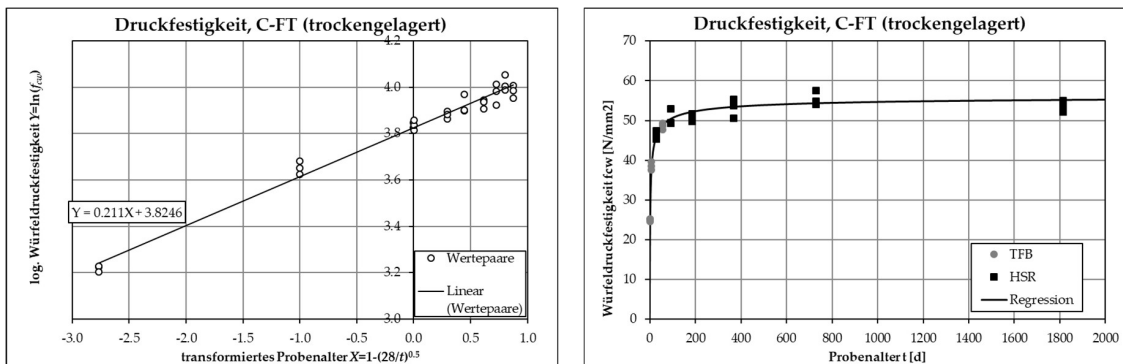 Druckfestigkeit, C-FT (trockengelagert)
log. Würfeldruckfestigkeit Y=ln(fcw)
4.2
4.0
3.8
3.6
3.4
3.2
3.0
Y = 0.211X + 3.8246
Wertepaare
Linear
(Wertepaare)
-3.0 -2.5 -2.0 -1.5 -1.0 -0.5 0.0 0.5 1.0
transformiertes Probenalter X=1-(28/t)0.5
Druckfestigkeit, C-FT (trockengelagert)
Würfeldruckfestigkeit fcw [N/mm2]
70
60
50
40
30
20
10
0
TFB
HSR
Regression
0 200 400 600 800 1000 1200 1400 1600 1800 2000
Probenalter t [d]